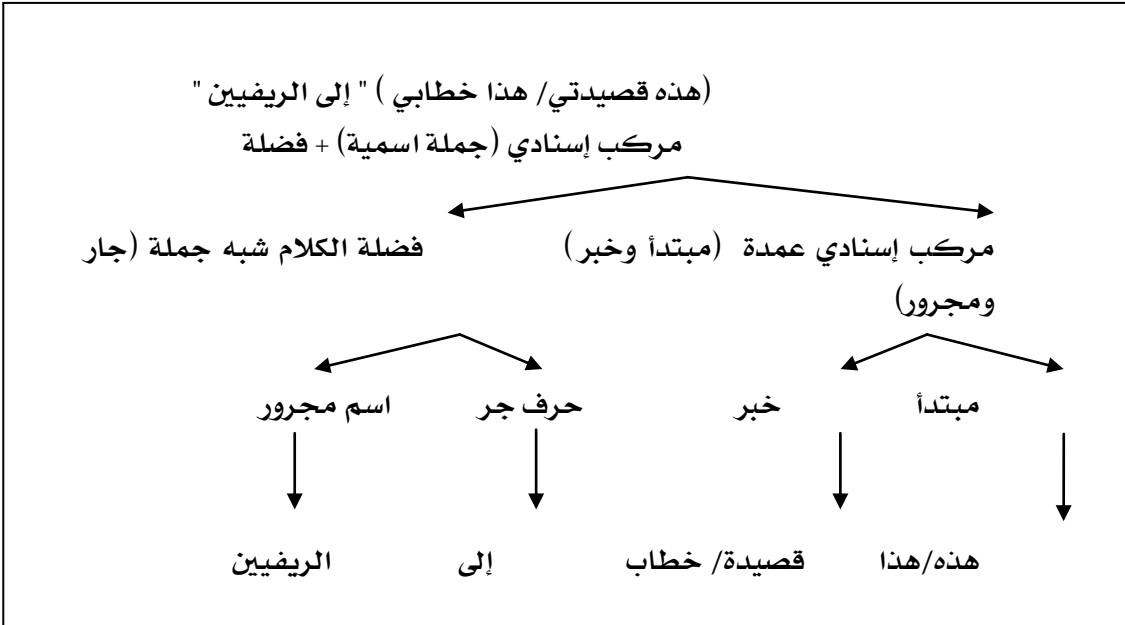 (هذه قصيدتي/ هذا خطابي ) " إلى الريفيين "
مركب إسنادي (جملة اسمية) + فضلة
مركب إسنادي عمدة (مبتدأ وخبر ) فضلة الكلام شبه جملة (جار
ومجرور)
مبتدأ خبر حرف جر اسم مجرور
هذه/هذا قصيدة/ خطاب إلى الريفيين